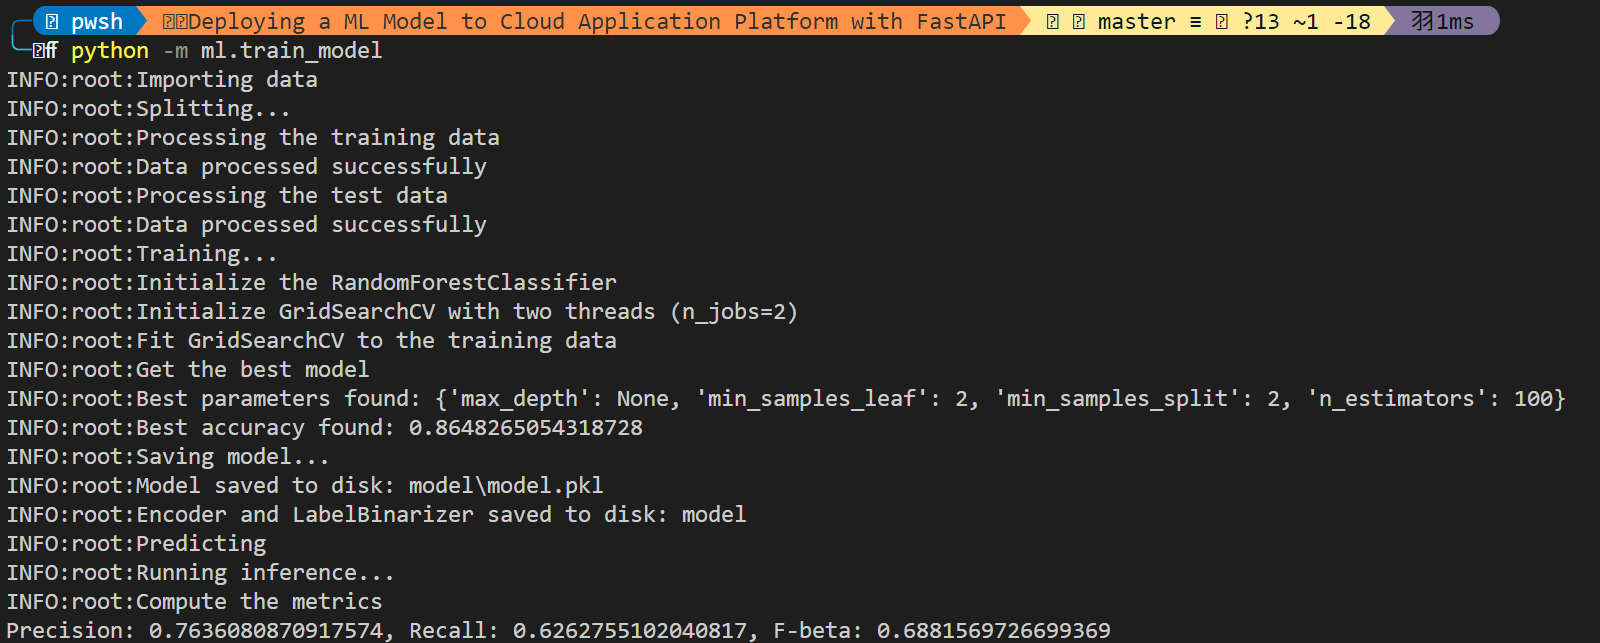 pwsh Deploying a ML Model to Cloud Application Platform with FastAPI master ≡ ?13 ~1 -18 羽1ms
python -m ml.train_model
INFO:root:Importing data
INFO:root:Splitting...
INFO:root:Processing the training data
INFO:root:Data processed successfully
INFO:root:Processing the test data
INFO:root:Data processed successfully
INFO:root:Training...
INFO:root:Initialize the RandomForestClassifier
INFO:root:Initialize GridSearchCV with two threads (n_jobs=2)
INFO:root:Fit GridSearchCV to the training data
INFO:root:Get the best model
INFO:root:Best parameters found: {'max_depth': None, 'min_samples_leaf': 2, 'min_samples_split': 2, 'n_estimators': 100}
INFO:root:Best accuracy found: 0.8648265054318728
INFO:root:Saving model...
INFO:root:Model saved to disk: model\model.pkl
INFO:root:Encoder and LabelBinarizer saved to disk: model
INFO:root:Predicting
INFO:root:Running inference...
INFO:root:Compute the metrics
Precision: 0.7636080870917574, Recall: 0.6262755102040817, F-beta: 0.6881569726699369